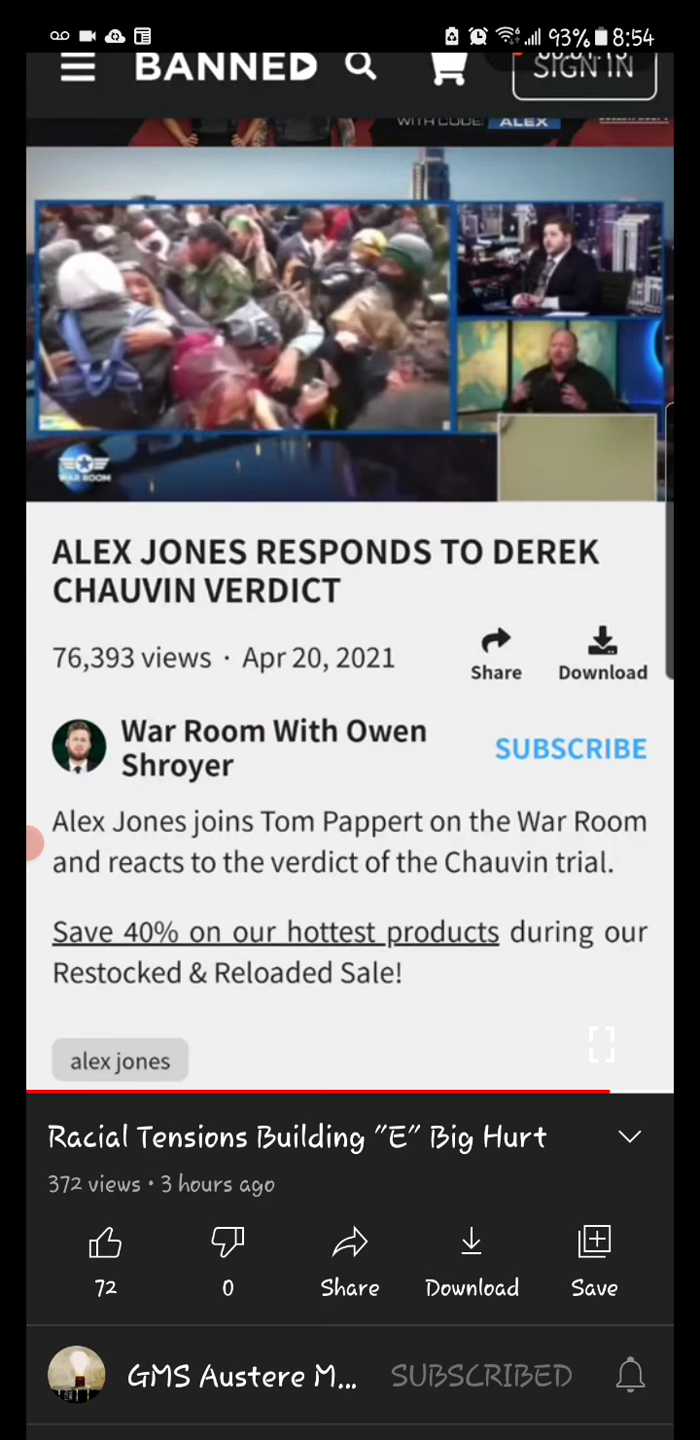 93% 8:54
BANNED
SIGN IN
WITH CODE: ALEX
WAR ROOM
ALEX JONES RESPONDS TO DEREK
CHAUVIN VERDICT
76,393 views · Apr 20, 2021
Share
Download
War Room With Owen
Shroyer
SUBSCRIBE
Alex Jones joins Tom Pappert on the War Room
and reacts to the verdict of the Chauvin trial.
Save 40% on our hottest products during our
Restocked & Reloaded Sale!
alex jones
Racial Tensions Building "E" Big Hurt
372 views • 3 hours ago
72
0
Share
Download
Save
GMS Austere M...
SUBSCRIBED